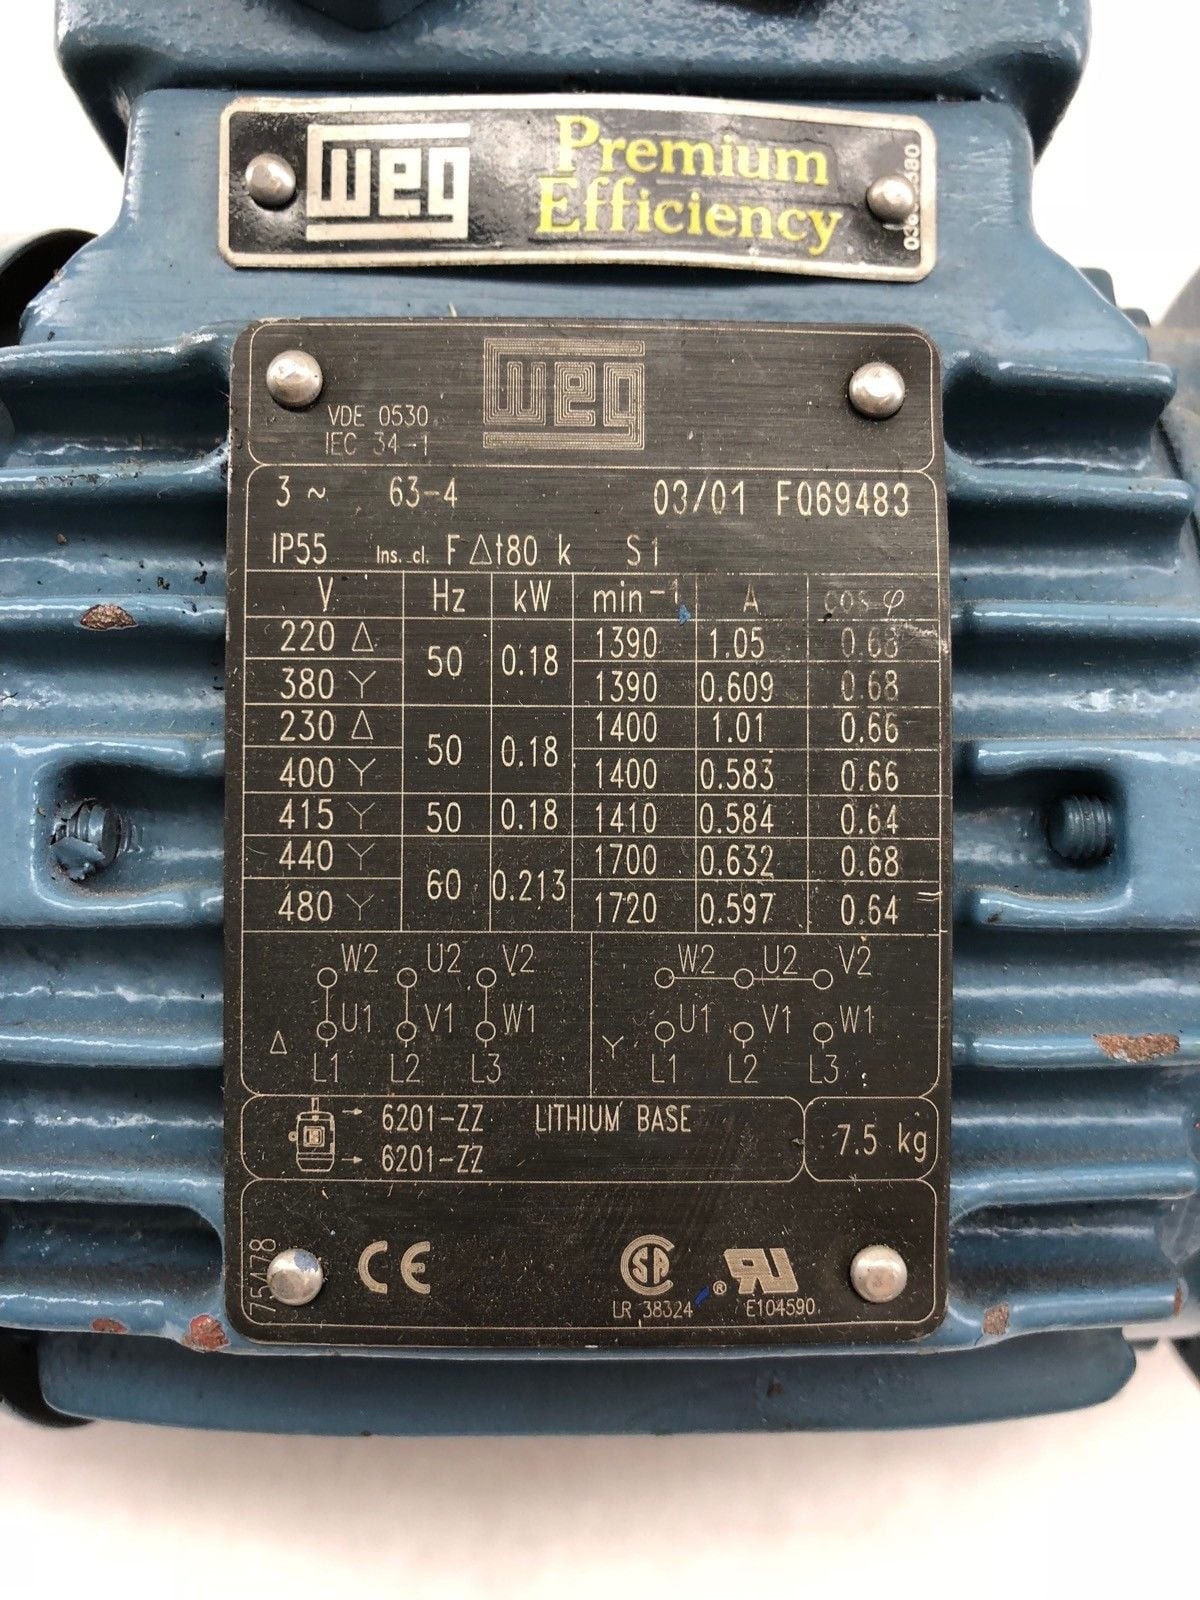 WEG Premium
Efficiency
VDE 0530
IEC 34-1
WEG
3 ~ 63-4 03/01 F069483
IP55 Ins. cl. F Δt80 k S1
V Hz kW min⁻¹ A cos φ
220 Δ 50 0.18 1390 1.05 0.68
380 Y 1390 0.609 0.68
230 Δ 50 0.18 1400 1.01 0.66
400 Y 1400 0.583 0.66
415 Y 50 0.18 1410 0.584 0.64
440 Y 60 0.213 1700 0.632 0.68
480 Y 1720 0.597 0.64
W2 U2 V2 W2 U2 V2
U1 V1 W1 U1 V1 W1
Δ L1 L2 L3 Y L1 L2 L3
→ 6201-ZZ LITHIUM BASE
→ 6201-ZZ
7.5 kg
75478
CE SA ® RU
LR 38324 E104590